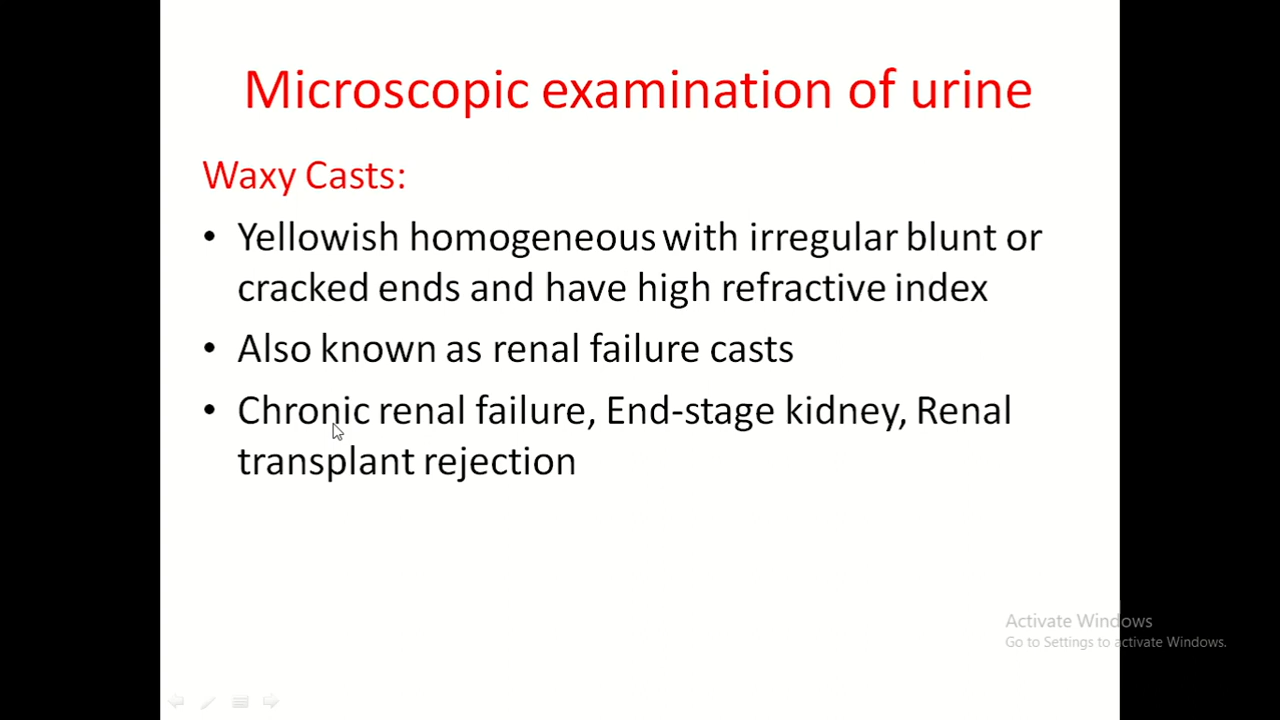 Microscopic examination of urine
Waxy Casts:
• Yellowish homogeneous with irregular blunt or
cracked ends and have high refractive index
• Also known as renal failure casts
• Chronic renal failure, End-stage kidney, Renal
transplant rejection
Activate Windows
Go to Settings to activate Windows.